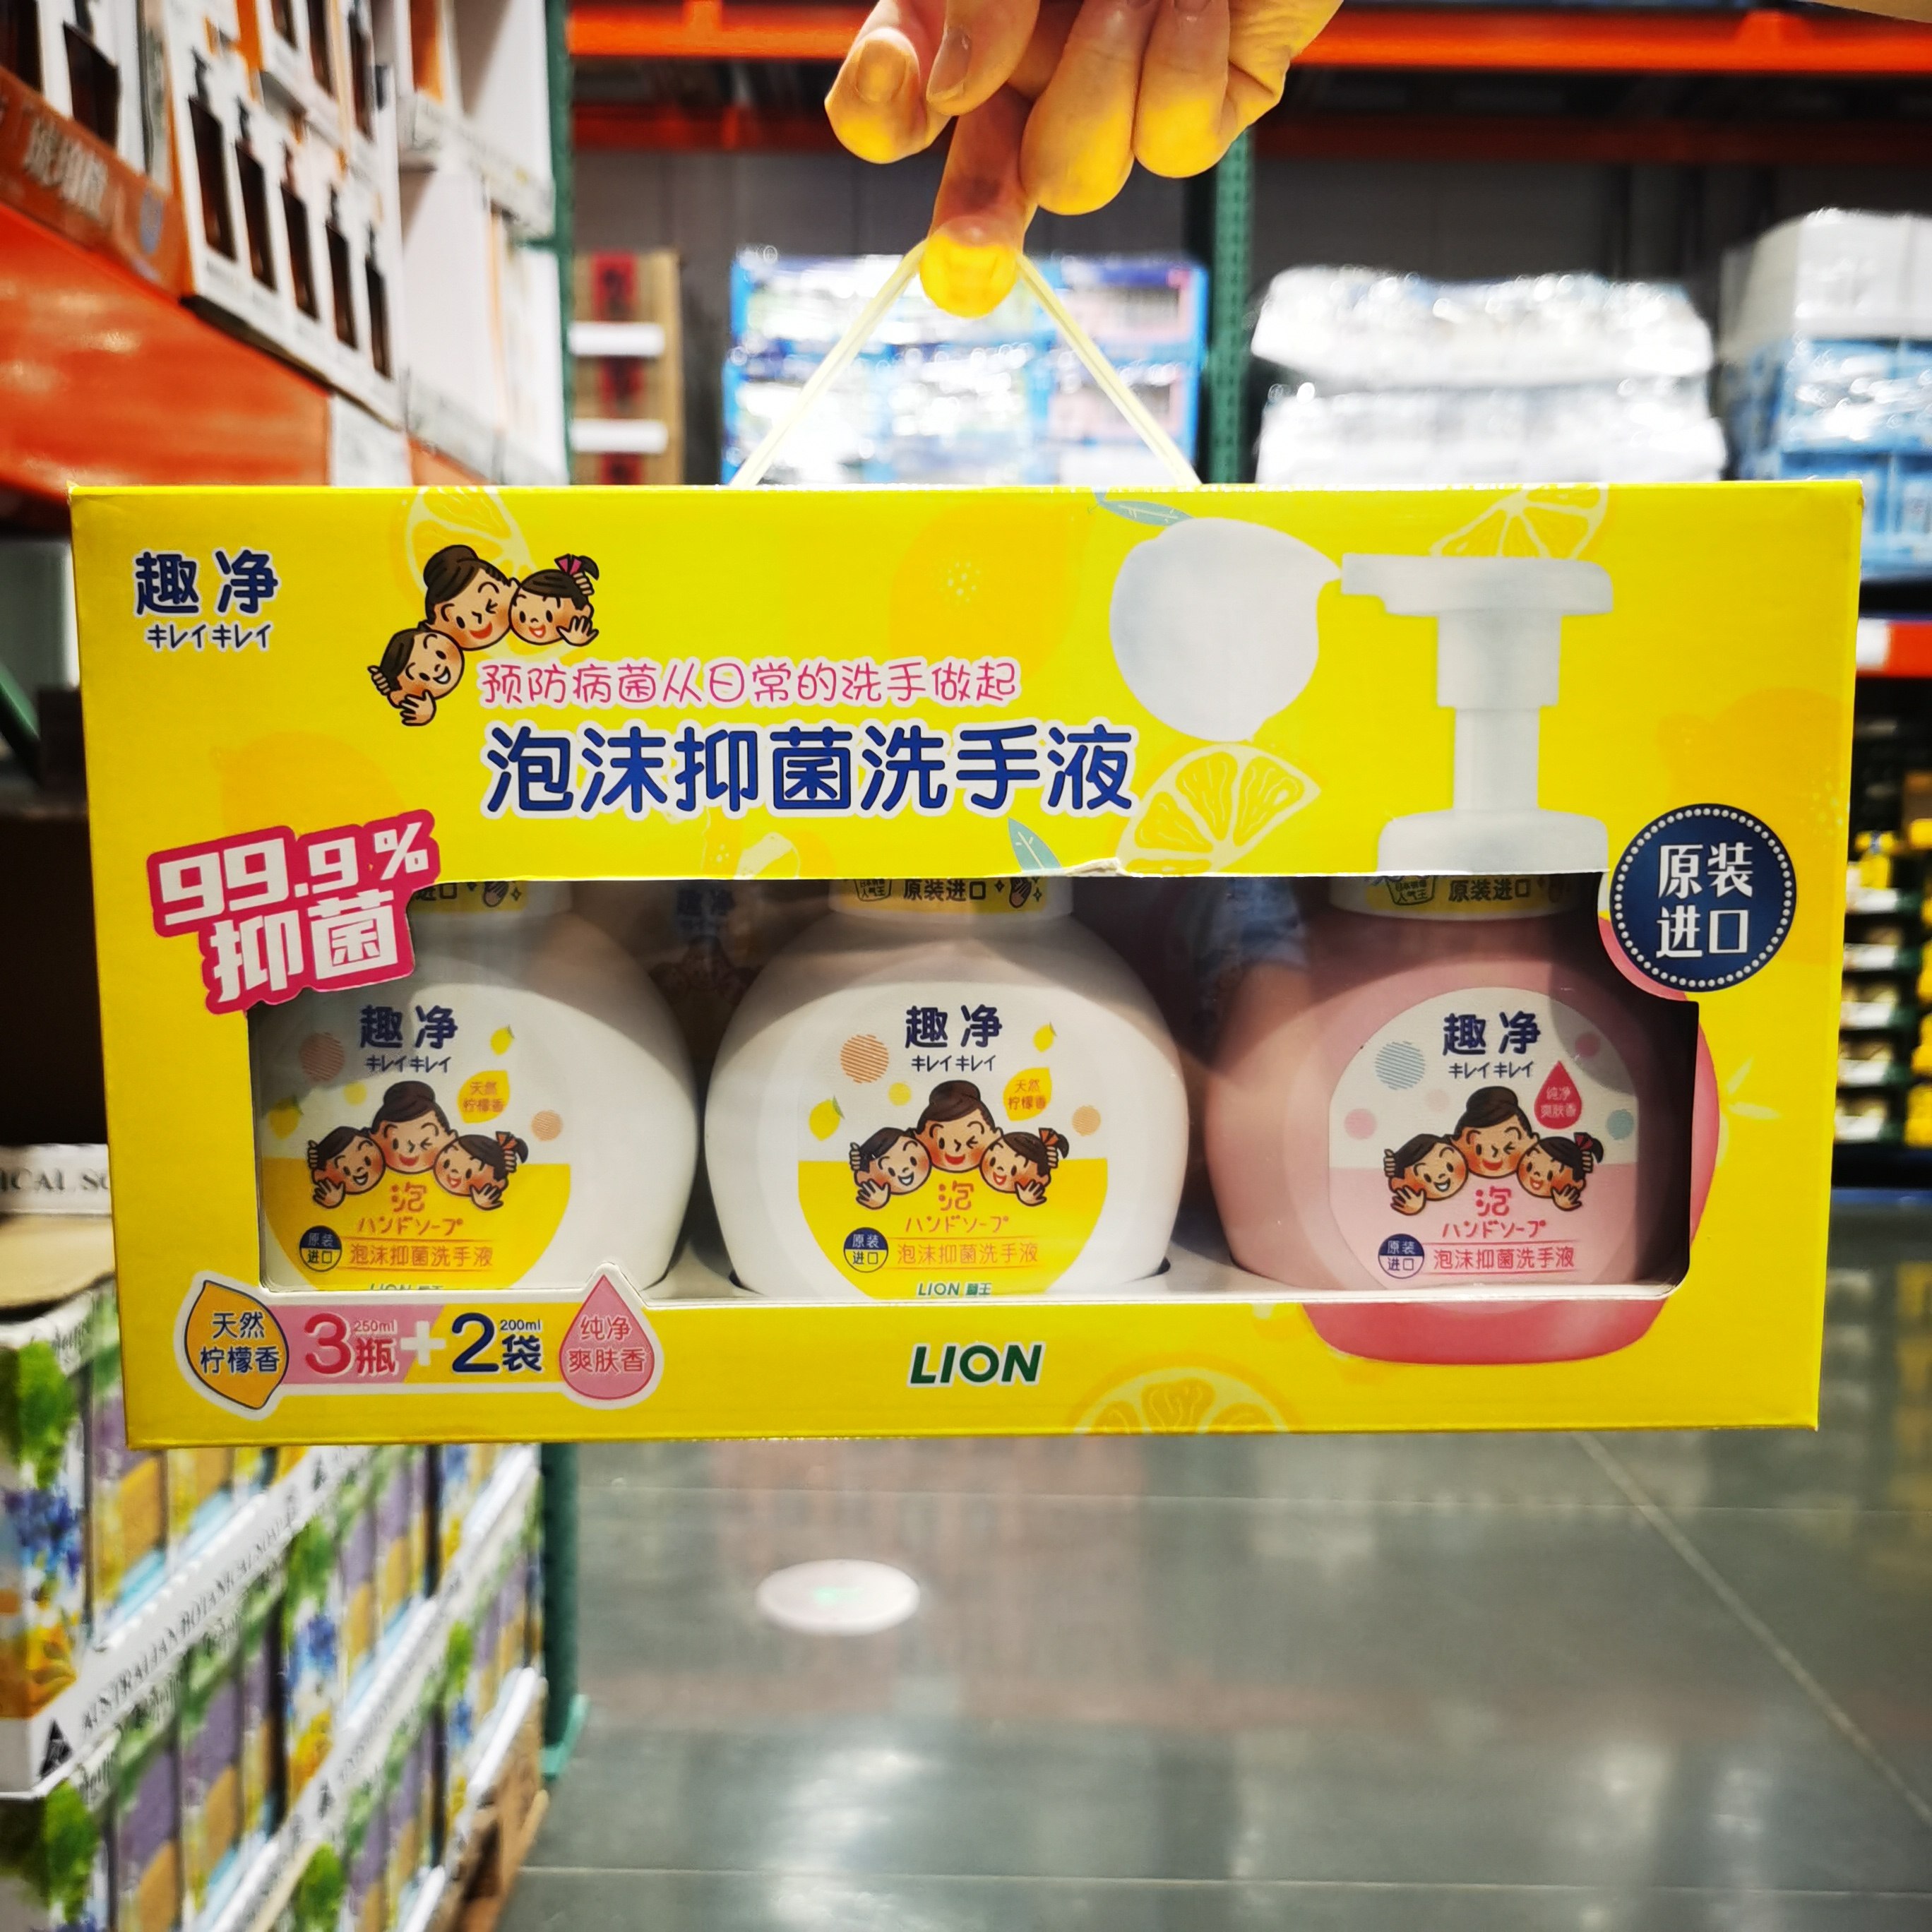 趣净
キレイキレイ
预防病菌从日常的洗手做起
泡沫抑菌洗手液
99.9%
抑菌
原装
进口
原装进口
原装进口
趣净
キレイキレイ
天然
柠檬香
泡
ハンドソープ
原装
进口
泡沫抑菌洗手液
LION 狮王
趣净
キレイキレイ
天然
柠檬香
泡
ハンドソープ
原装
进口
泡沫抑菌洗手液
LION 狮王
趣净
キレイキレイ
纯净
爽肤香
泡
ハンドソープ
原装
进口
泡沫抑菌洗手液
天然
柠檬香
250ml 200ml
3瓶+2袋
纯净
爽肤香
LION
AUSTRALIAN BOTANICAL SOAP